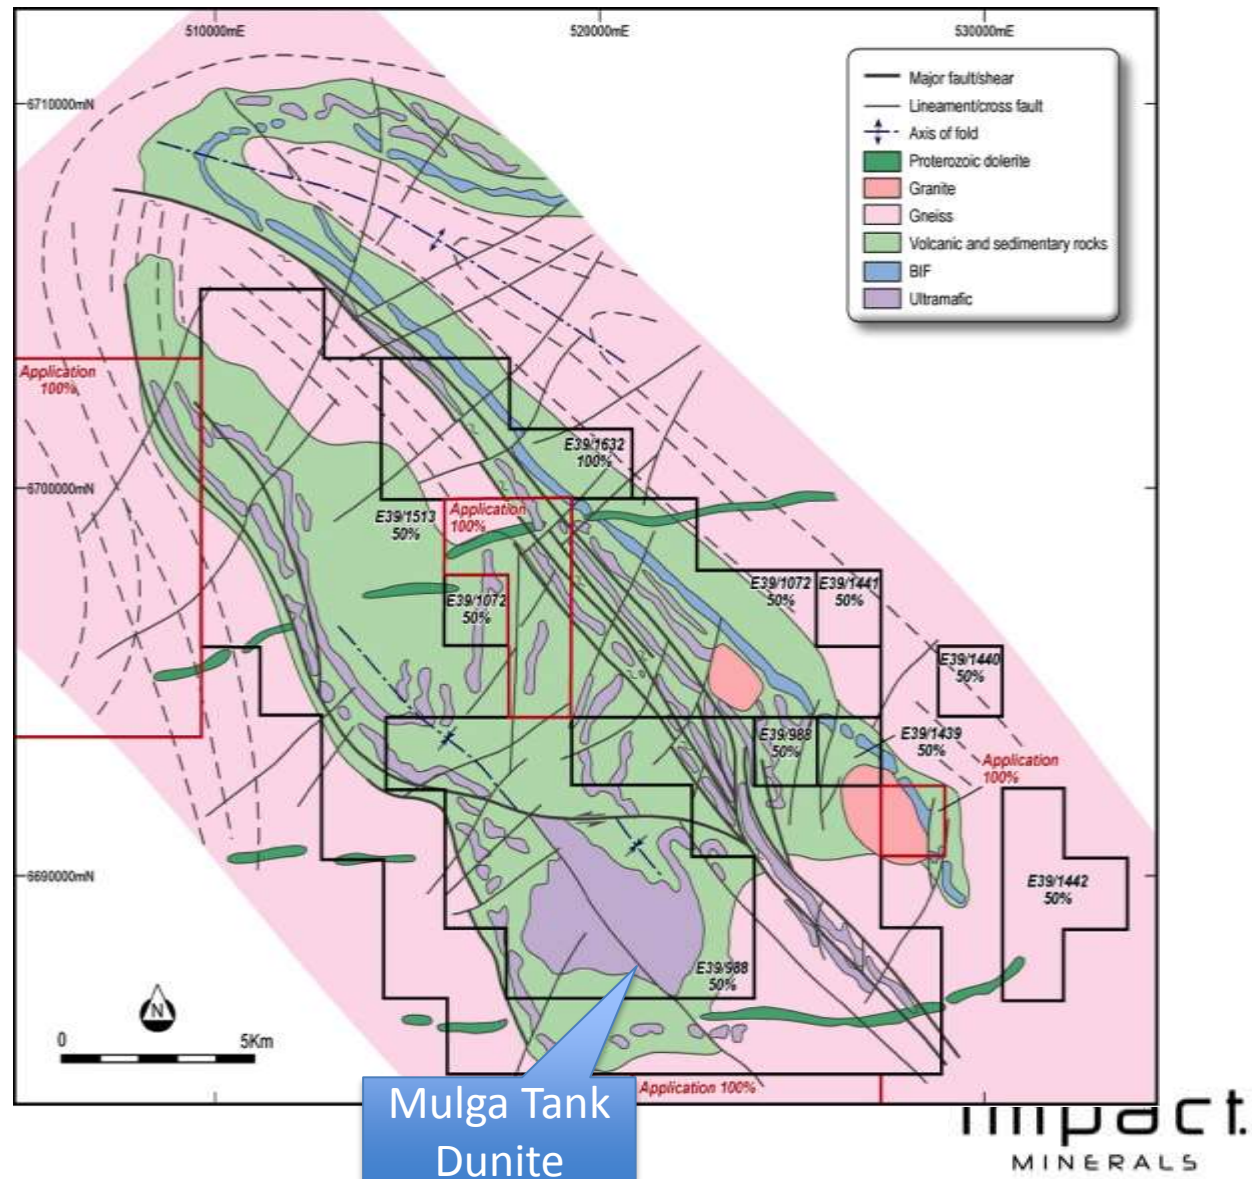 510000mE
520000mE
530000mE
6710000mN
6700000mN
6690000mN
Major fault/shear
Lineament/cross fault
Axis of fold
Proterozoic dolerite
Granite
Gneiss
Volcanic and sedimentary rocks
BIF
Ultramafic
Application
100%
E39/1632
100%
E39/1513
50%
Application
100%
E39/1072
50%
E39/1072
50%
E39/1441
50%
E39/1440
50%
E39/988
50%
E39/1439
50%
Application
100%
E39/1442
50%
E39/988
50%
N
0
5Km
Application 100%
Mulga Tank
Dunite
impact.
MINERALS